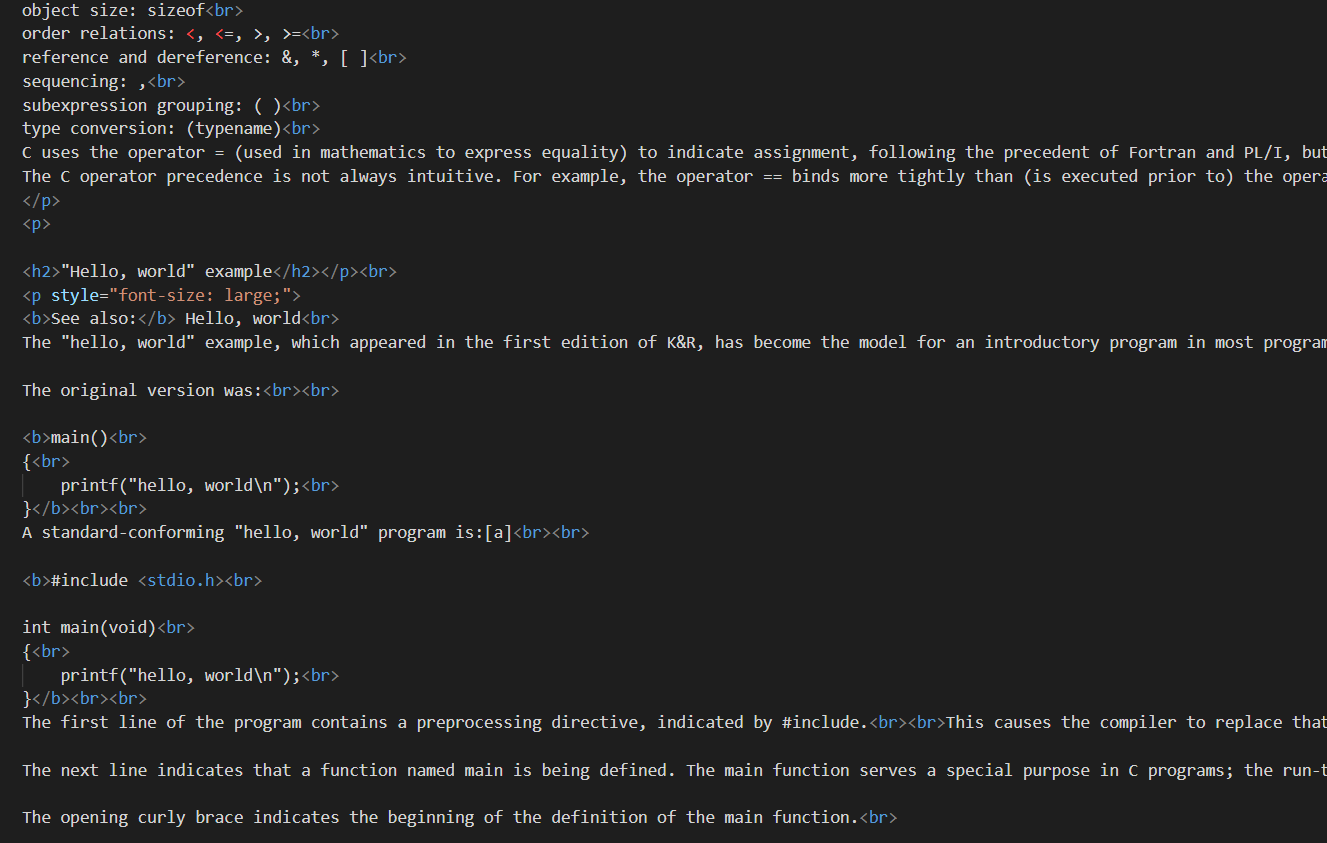 object size: sizeof<br>
order relations: <, <=, >, >=<br>
reference and dereference: &, *, [ ]<br>
sequencing: ,<br>
subexpression grouping: ( )<br>
type conversion: (typename)<br>
C uses the operator = (used in mathematics to express equality) to indicate assignment, following the precedent of Fortran and PL/I, but
The C operator precedence is not always intuitive. For example, the operator == binds more tightly than (is executed prior to) the opera
</p>
<p>
<h2>"Hello, world" example</h2></p><br>
<p style="font-size: large;">
<b>See also:</b> Hello, world<br>
The "hello, world" example, which appeared in the first edition of K&R, has become the model for an introductory program in most program
The original version was:<br><br>
<b>main()<br>
{<br>
    printf("hello, world\n");<br>
}</b><br><br>
A standard-conforming "hello, world" program is:[a]<br><br>
<b>#include <stdio.h><br>
int main(void)<br>
{<br>
    printf("hello, world\n");<br>
}</b><br><br>
The first line of the program contains a preprocessing directive, indicated by #include.<br><br>This causes the compiler to replace that
The next line indicates that a function named main is being defined. The main function serves a special purpose in C programs; the run-t
The opening curly brace indicates the beginning of the definition of the main function.<br>